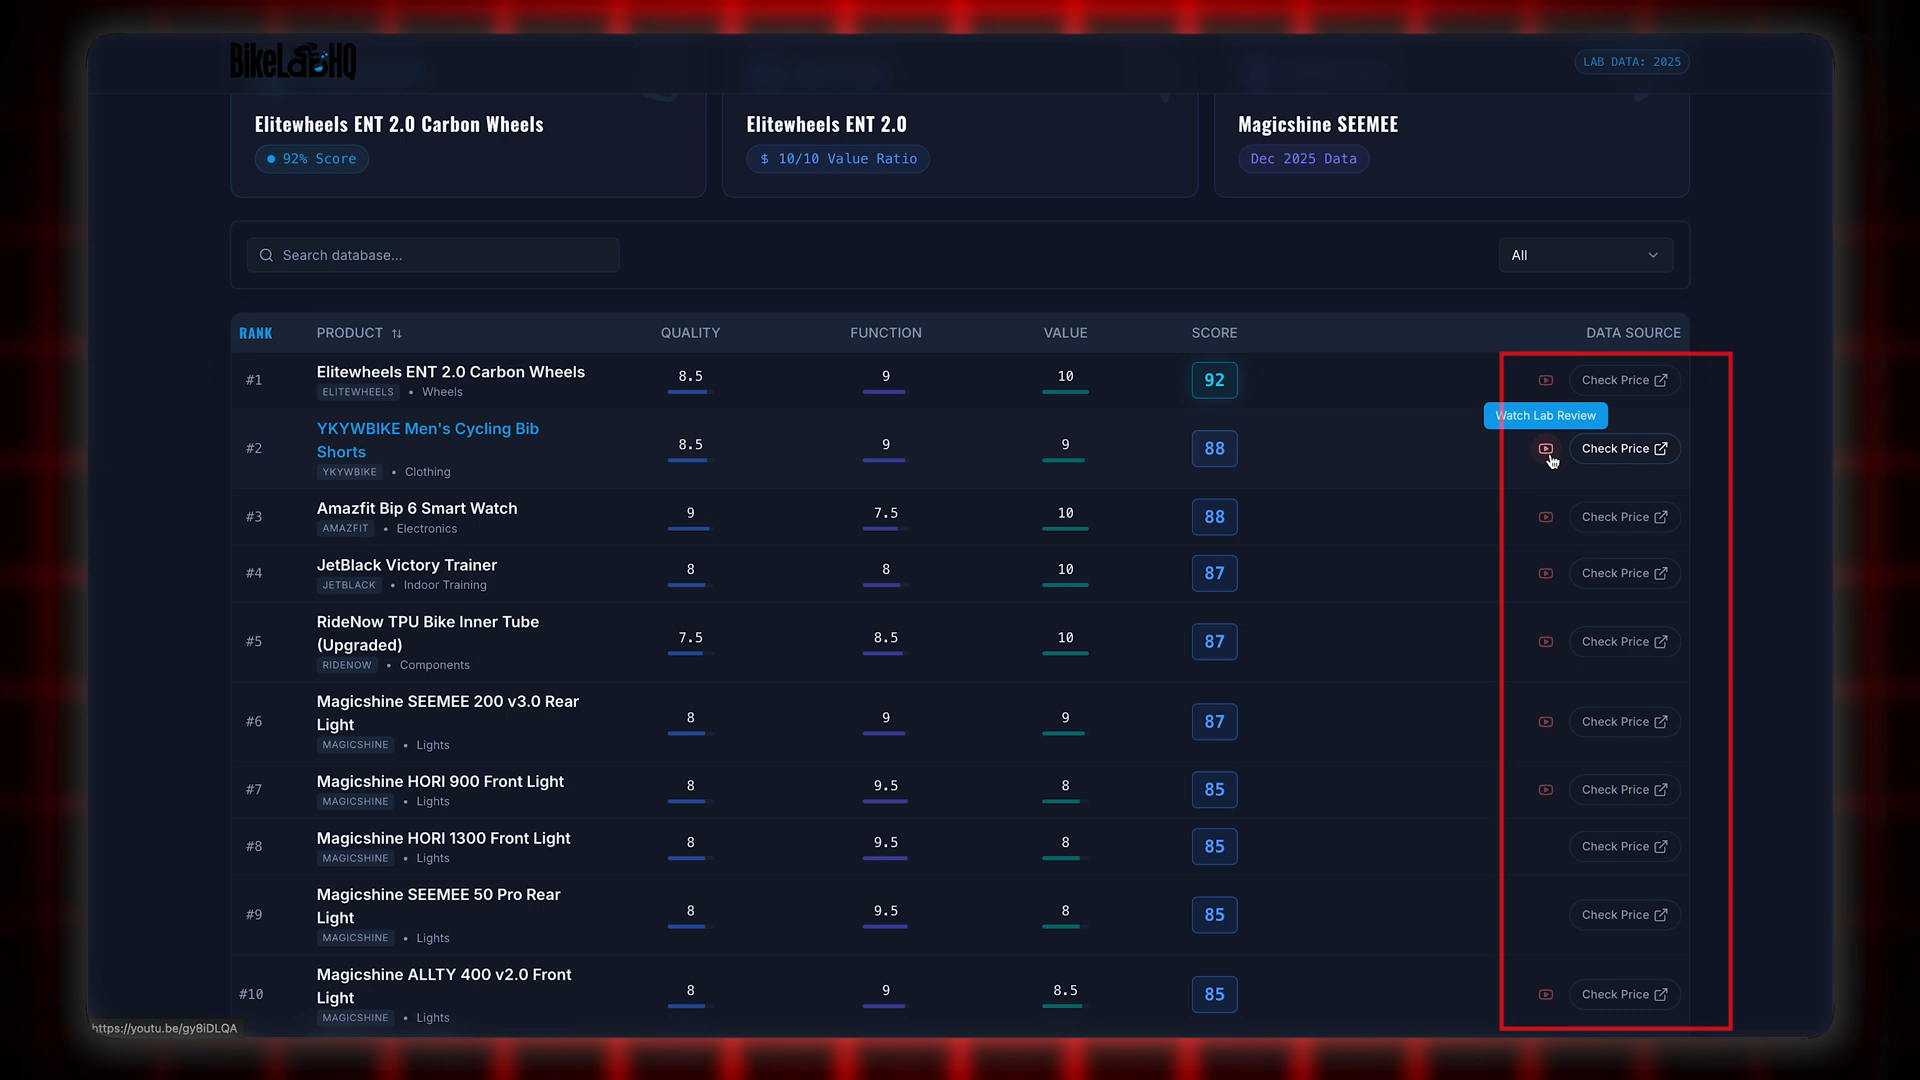 BikeLabHQ
LAB DATA: 2025
Elitewheels ENT 2.0 Carbon Wheels
92% Score
Elitewheels ENT 2.0
$ 10/10 Value Ratio
Magicshine SEEMEE
Dec 2025 Data
Search database...
All
RANK PRODUCT QUALITY FUNCTION VALUE SCORE DATA SOURCE
#1 Elitewheels ENT 2.0 Carbon Wheels 8.5 9 10 92 Check Price
ELITEWHEELS • Wheels
Watch Lab Review
YKYWBIKE Men's Cycling Bib
#2 Shorts 8.5 9 9 88 Check Price
YKYWBIKE • Clothing
#3 Amazfit Bip 6 Smart Watch 9 7.5 10 88 Check Price
AMAZFIT • Electronics
#4 JetBlack Victory Trainer 8 8 10 87 Check Price
JETBLACK • Indoor Training
RideNow TPU Bike Inner Tube
#5 (Upgraded) 7.5 8.5 10 87 Check Price
RIDENOW • Components
Magicshine SEEMEE 200 v3.0 Rear
#6 Light 8 9 9 87 Check Price
MAGICSHINE • Lights
#7 Magicshine HORI 900 Front Light 8 9.5 8 85 Check Price
MAGICSHINE • Lights
#8 Magicshine HORI 1300 Front Light 8 9.5 8 85 Check Price
MAGICSHINE • Lights
Magicshine SEEMEE 50 Pro Rear
#9 Light 8 9.5 8 85 Check Price
MAGICSHINE • Lights
Magicshine ALLTY 400 v2.0 Front
#10 Light 8 9 8.5 85 Check Price
MAGICSHINE • Lights
https://youtu.be/gy8iDLQA